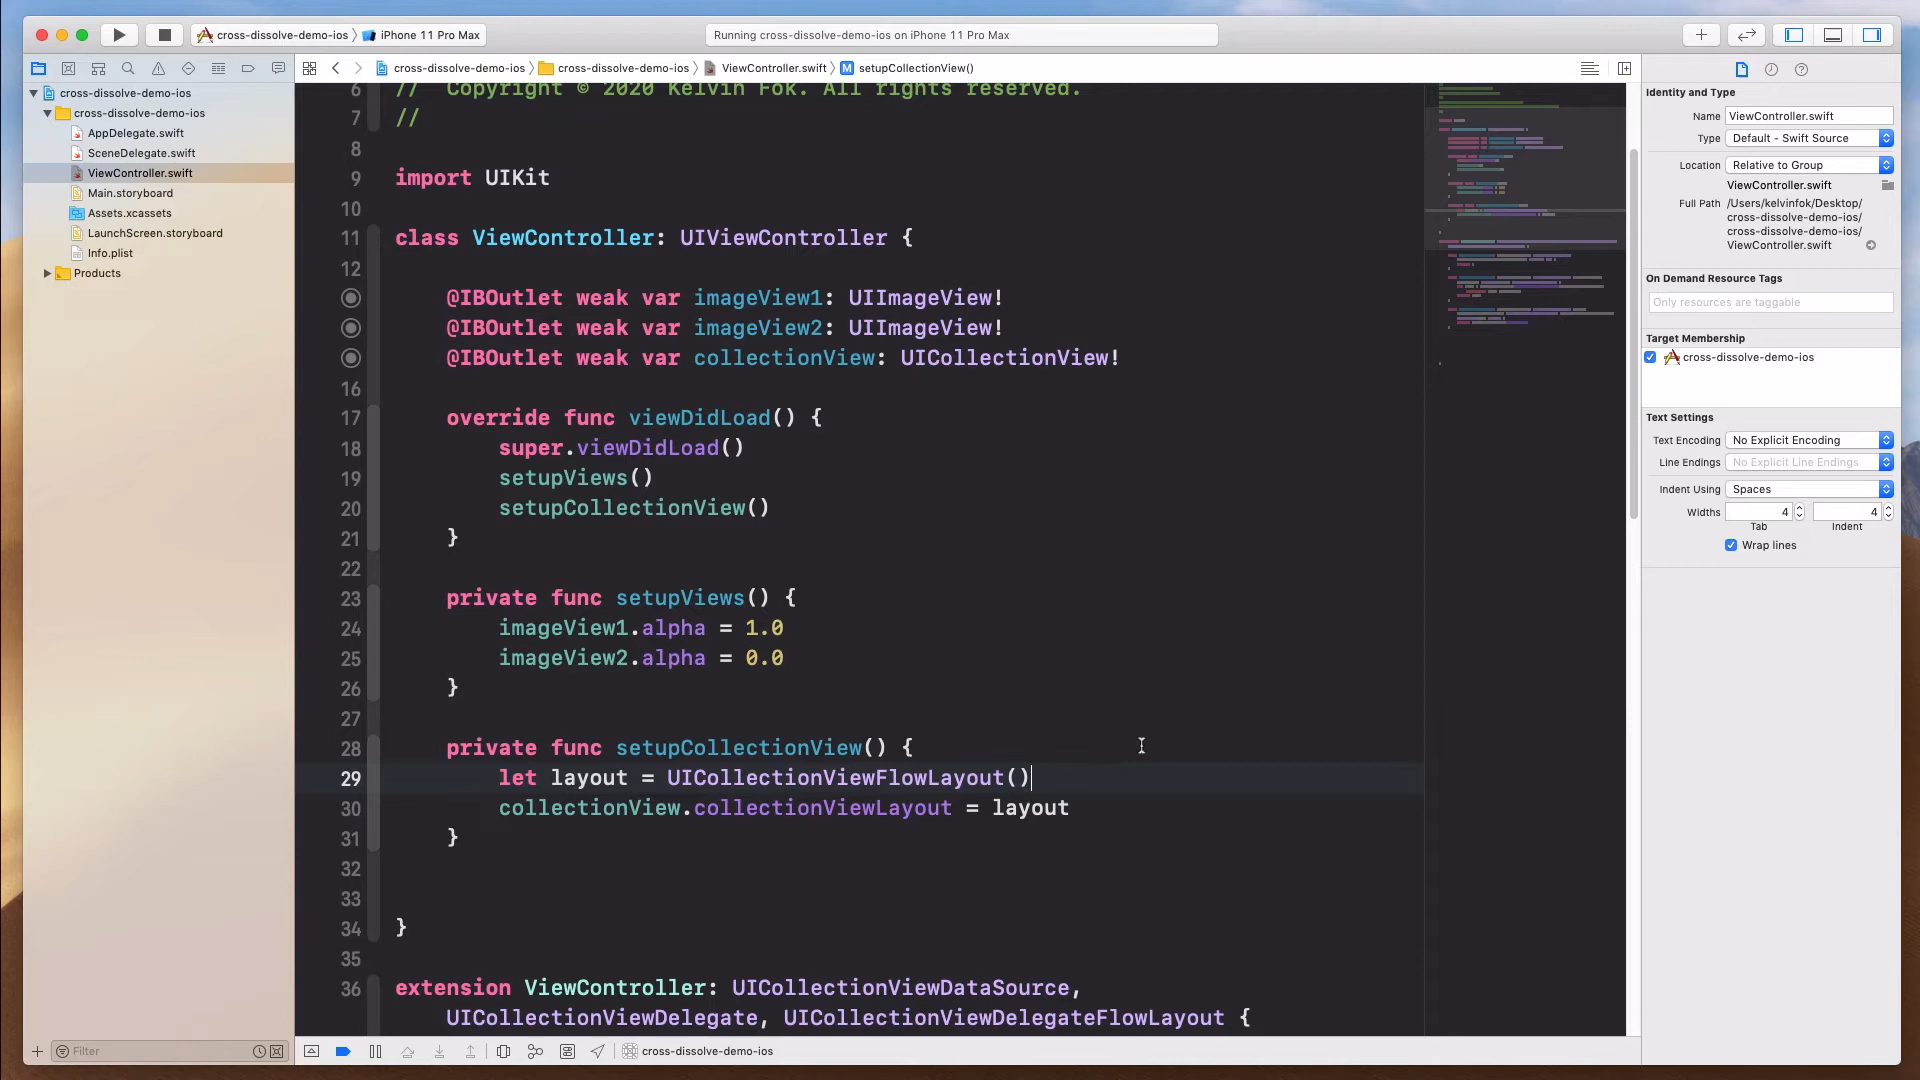 cross-dissolve-demo-ios
iPhone 11 Pro Max
Running cross-dissolve-demo-ios on iPhone 11 Pro Max
cross-dissolve-demo-ios
cross-dissolve-demo-ios
AppDelegate.swift
SceneDelegate.swift
ViewController.swift
Main.storyboard
Assets.xcassets
LaunchScreen.storyboard
Info.plist
Products
Filter
cross-dissolve-demo-ios
cross-dissolve-demo-ios
ViewController.swift
M
setupCollectionView()
6 // Copyright © 2020 Kelvin Fok. All rights reserved.
7 //
8
9 import UIKit
10
11 class ViewController: UIViewController {
12
@IBOutlet weak var imageView1: UIImageView!
@IBOutlet weak var imageView2: UIImageView!
@IBOutlet weak var collectionView: UICollectionView!
16
17 override func viewDidLoad() {
18 super.viewDidLoad()
19 setupViews()
20 setupCollectionView()
21 }
22
23 private func setupViews() {
24 imageView1.alpha = 1.0
25 imageView2.alpha = 0.0
26 }
27
28 private func setupCollectionView() {
29 let layout = UICollectionViewFlowLayout()
30 collectionView.collectionViewLayout = layout
31 }
32
33
34 }
35
36 extension ViewController: UICollectionViewDataSource,
UICollectionViewDelegate, UICollectionViewDelegateFlowLayout {
cross-dissolve-demo-ios
Identity and Type
Name ViewController.swift
Type Default - Swift Source
Location Relative to Group
ViewController.swift
Full Path /Users/kelvinfok/Desktop/
cross-dissolve-demo-ios/
cross-dissolve-demo-ios/
ViewController.swift
On Demand Resource Tags
Only resources are taggable
Target Membership
cross-dissolve-demo-ios
Text Settings
Text Encoding No Explicit Encoding
Line Endings No Explicit Line Endings
Indent Using Spaces
Widths 4 4
Tab Indent
Wrap lines